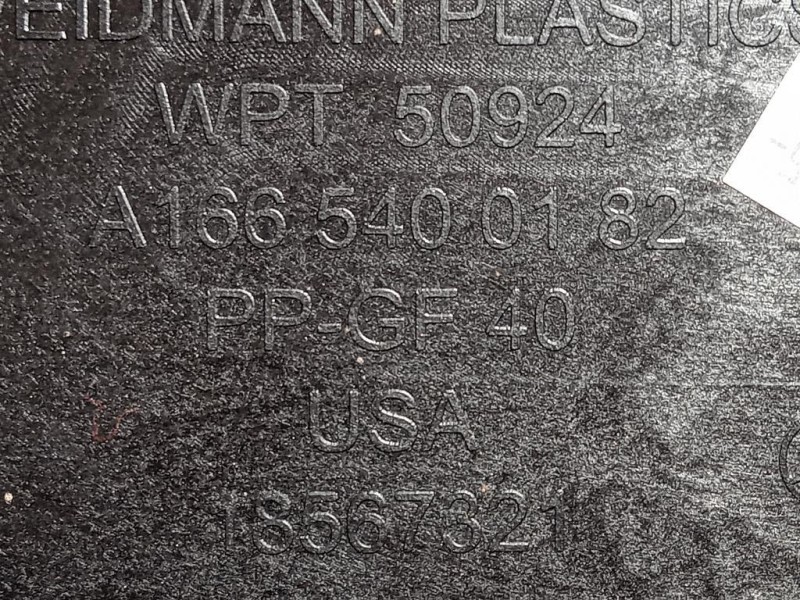 EIDMANN PLASTICS
WPT 50924
A166 540 01 82
PP-GF 40
USA
18567321